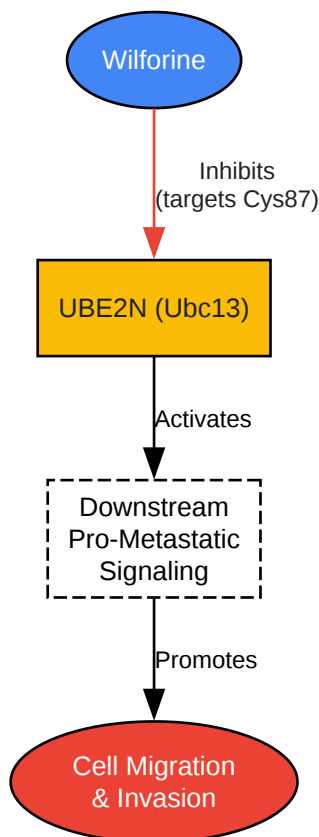 Wilforine
Inhibits
(targets Cys87)
UBE2N (Ubc13)
Activates
Downstream
Pro-Metastatic
Signaling
Promotes
Cell Migration
& Invasion